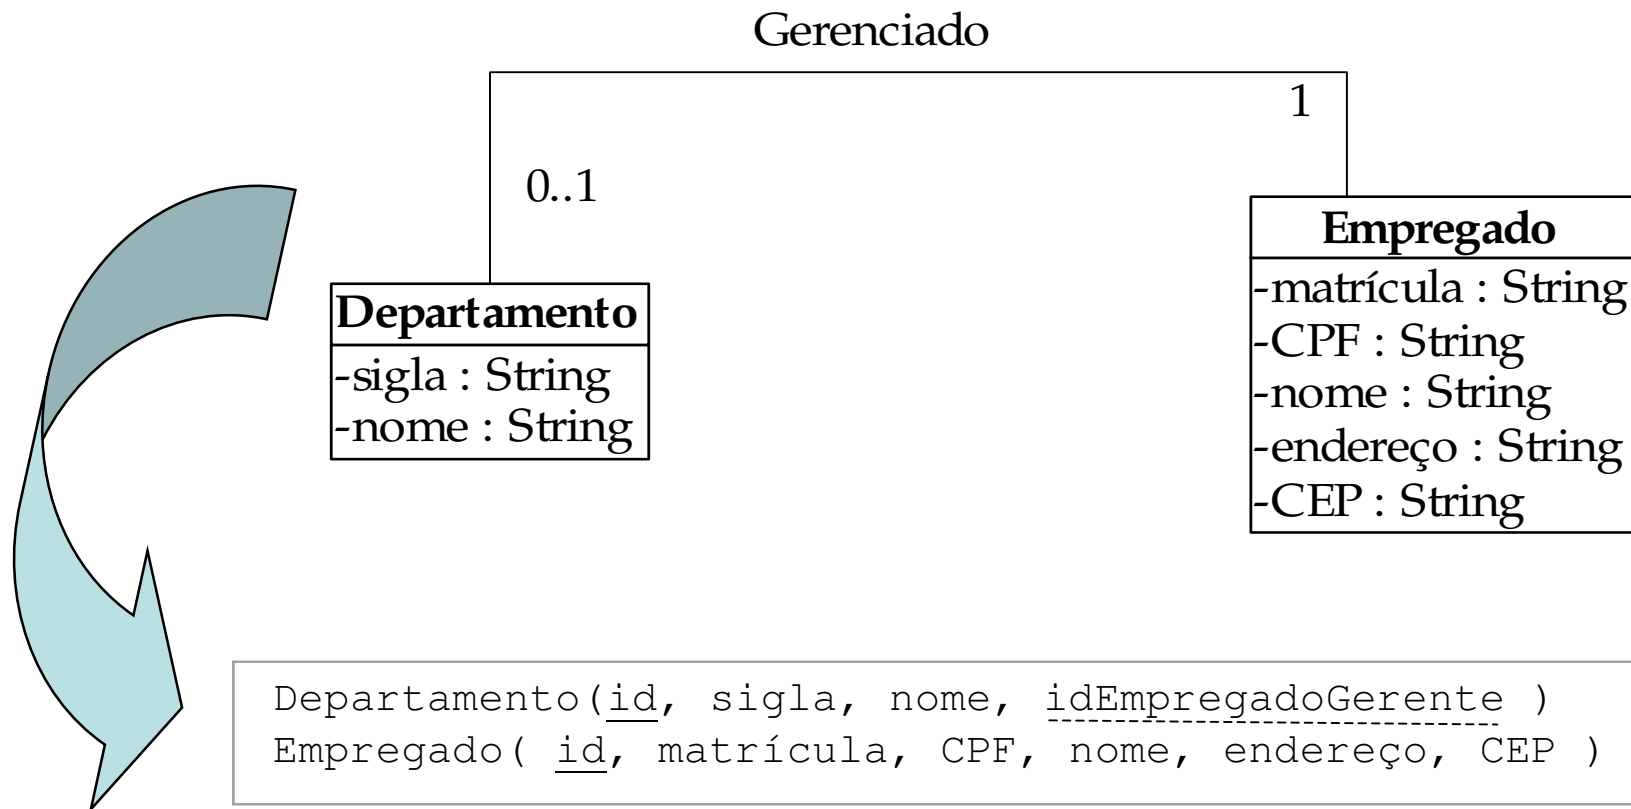 Gerenciado
1
0..1
Departamento
-sigla : String
-nome : String
Empregado
-matrícula : String
-CPF : String
-nome : String
-endereço : String
-CEP : String
Departamento(id, sigla, nome, idEmpregadoGerente )
Empregado( id, matrícula, CPF, nome, endereço, CEP )